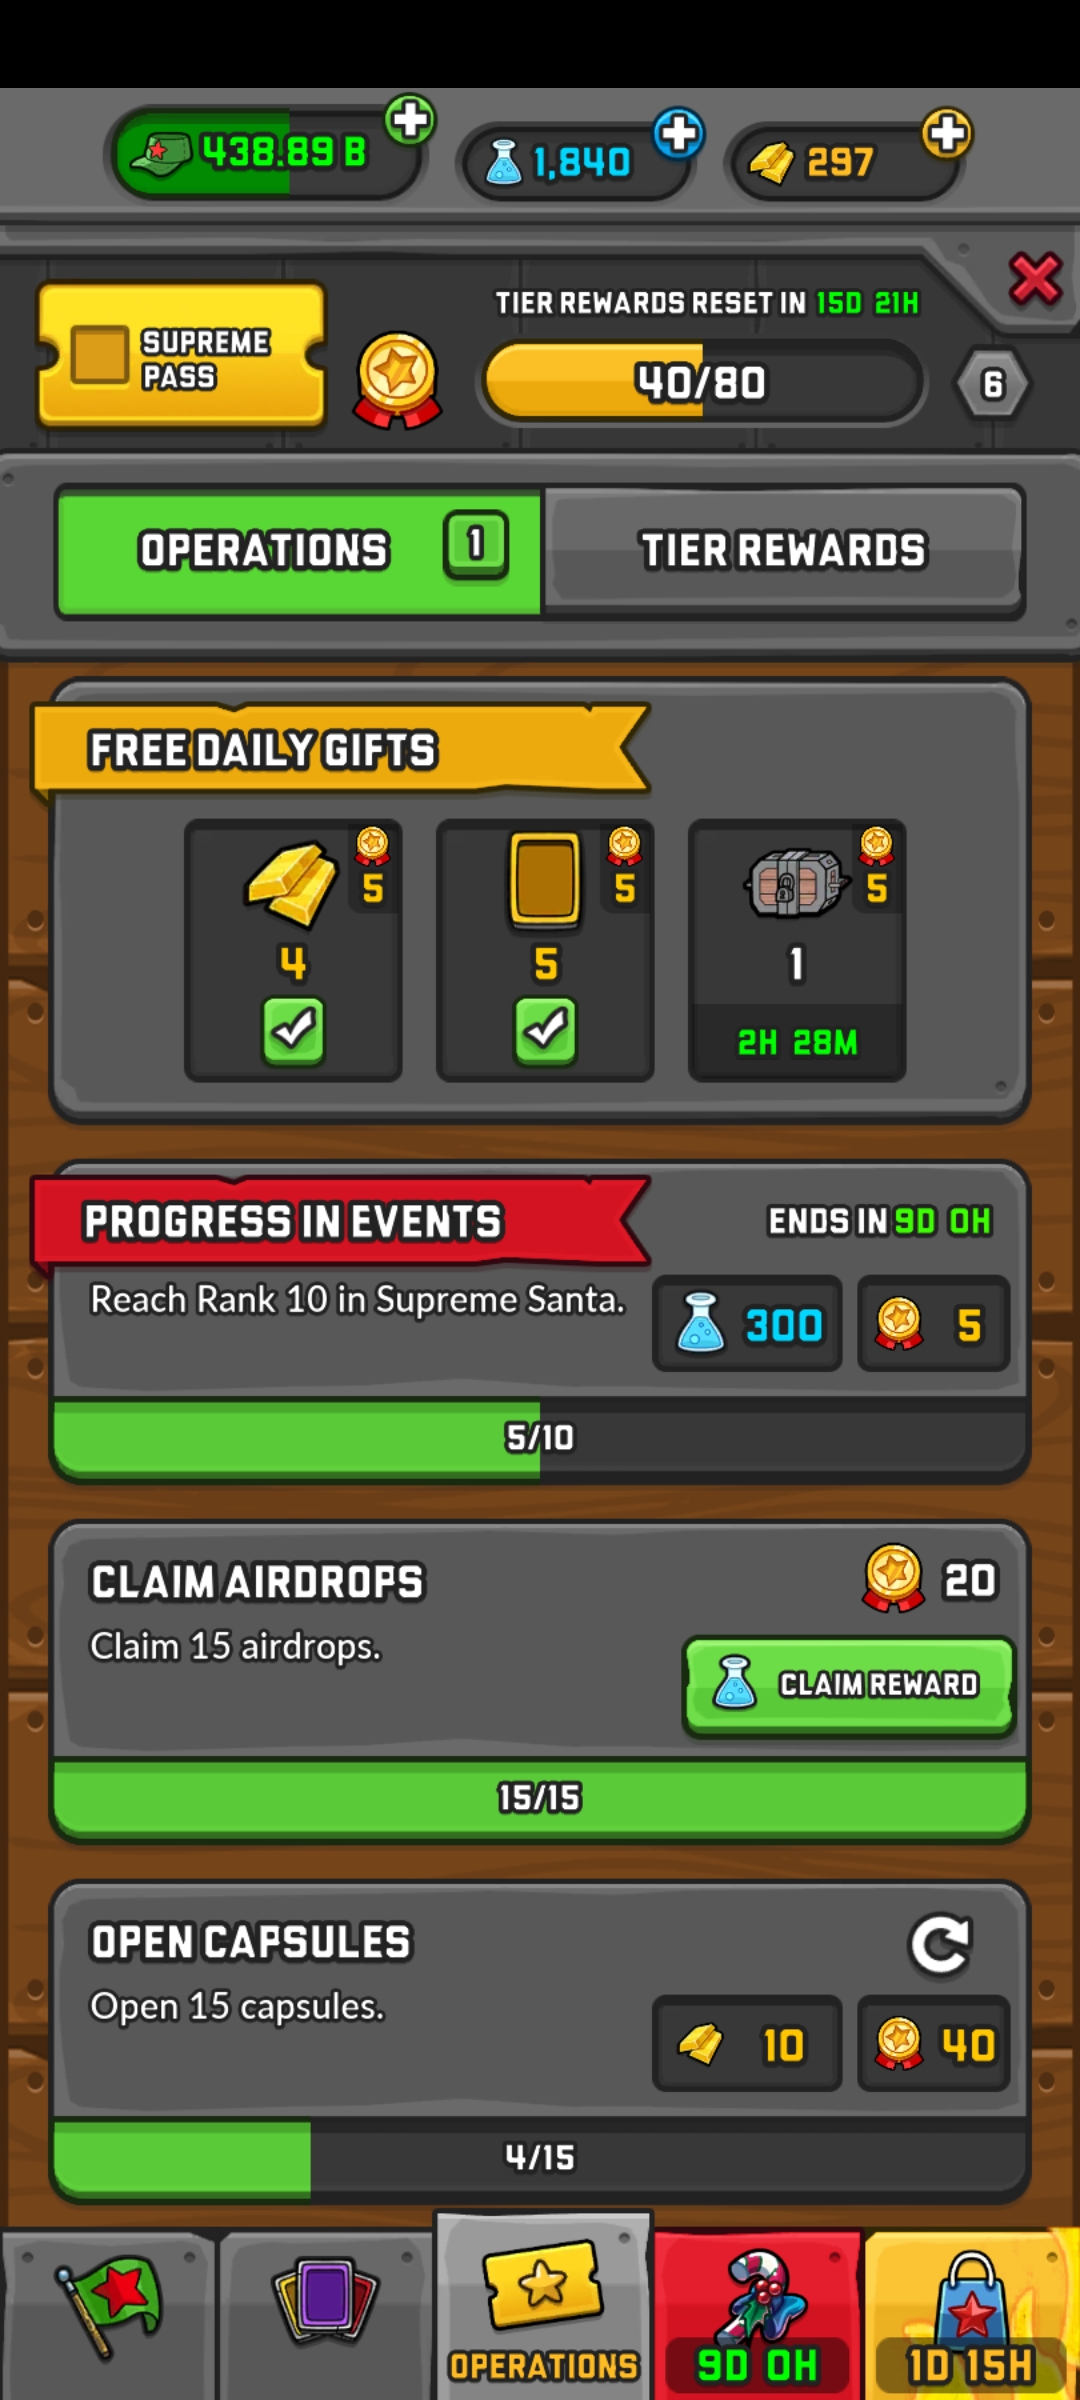 438.89 B
1,840
297
TIER REWARDS RESET IN 15D 21H
SUPREME
PASS
40/80
6
OPERATIONS 1
TIER REWARDS
FREE DAILY GIFTS
5
5
5
4
5
1
2H 28M
PROGRESS IN EVENTS
ENDS IN 9D 0H
Reach Rank 10 in Supreme Santa.
300
5
5/10
CLAIM AIRDROPS
20
Claim 15 airdrops.
CLAIM REWARD
15/15
OPEN CAPSULES
Open 15 capsules.
10
40
4/15
OPERATIONS
9D 0H
1D 15H